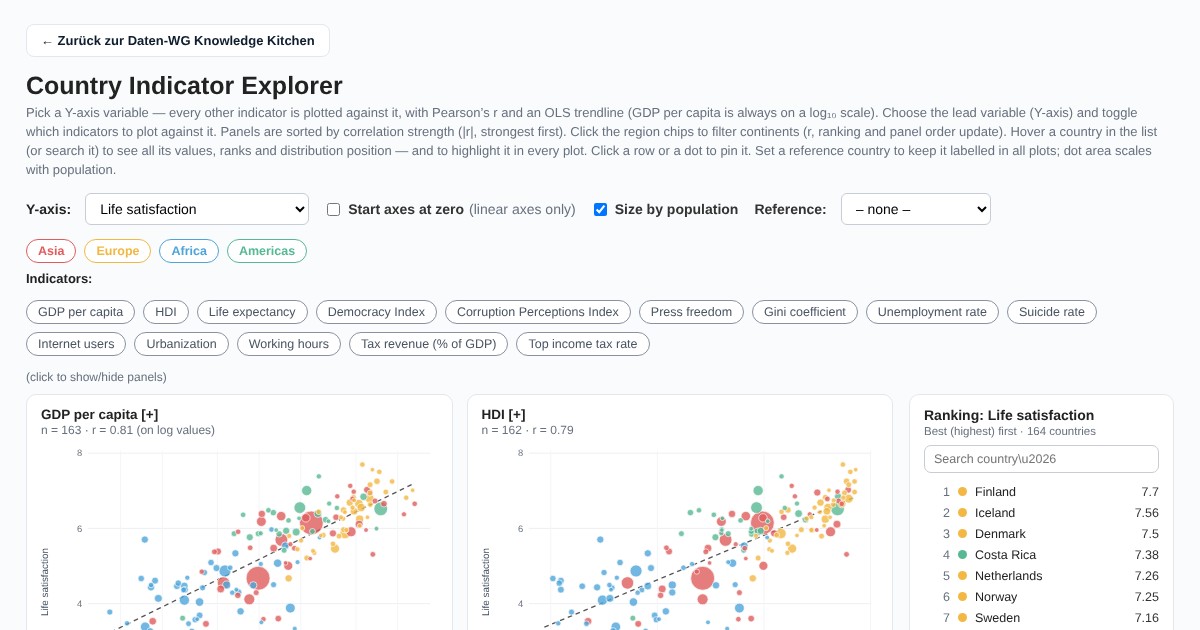 ← Zurück zur Daten-WG Knowledge Kitchen
Country Indicator Explorer
Pick a Y-axis variable — every other indicator is plotted against it, with Pearson's r and an OLS trendline (GDP per capita is always on a log₁₀ scale). Choose the lead variable (Y-axis) and toggle
which indicators to plot against it. Panels are sorted by correlation strength (|r|, strongest first). Click the region chips to filter continents (r, ranking and panel order update). Hover a country in the list
(or search it) to see all its values, ranks and distribution position — and to highlight it in every plot. Click a row or a dot to pin it. Set a reference country to keep it labelled in all plots; dot area scales
with population.
Y-axis: Life satisfaction Start axes at zero (linear axes only) Size by population Reference: – none –
Asia Europe Africa Americas
Indicators:
GDP per capita HDI Life expectancy Democracy Index Corruption Perceptions Index Press freedom Gini coefficient Unemployment rate Suicide rate
Internet users Urbanization Working hours Tax revenue (% of GDP) Top income tax rate
(click to show/hide panels)
GDP per capita [+]
n = 163 · r = 0.81 (on log values)
8
6
4
Life satisfaction
HDI [+]
n = 162 · r = 0.79
8
6
4
Life satisfaction
Ranking: Life satisfaction
Best (highest) first · 164 countries
Search country\u2026
1 Finland 7.7
2 Iceland 7.56
3 Denmark 7.5
4 Costa Rica 7.38
5 Netherlands 7.26
6 Norway 7.25
7 Sweden 7.16